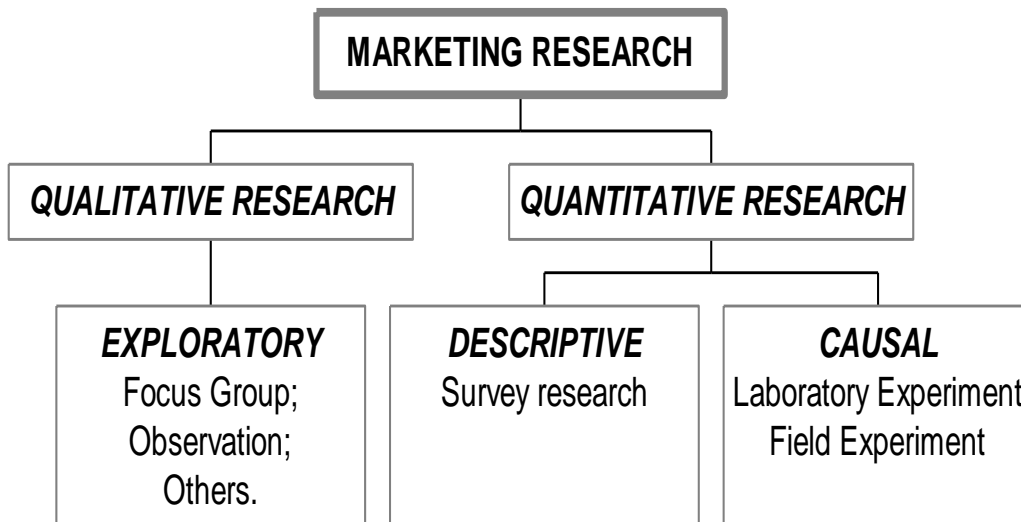 MARKETING RESEARCH
QUALITATIVE RESEARCH
QUANTITATIVE RESEARCH
EXPLORATORY
Focus Group;
Observation;
Others.
DESCRIPTIVE
Survey research
CAUSAL
Laboratory Experiment
Field Experiment